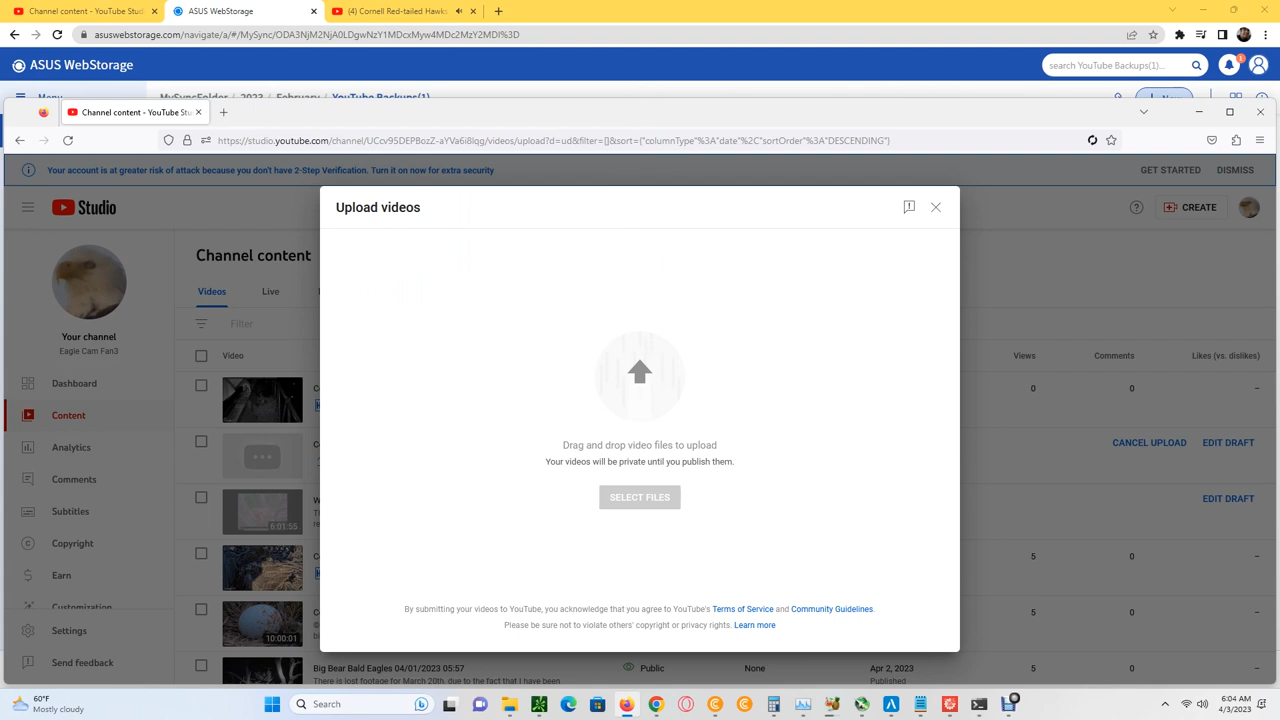 Channel content - YouTube Studi
ASUS WebStorage
(4) Cornell Red-tailed Hawks
asuswebstorage.com/navigate/a/#/MySync/ODA3NjM2NjA0LDgwNzY1MDcxMyw4MDc2MzY2MDI%3D
ASUS WebStorage
search YouTube Backups(1)...
1
Menu
MySyncFolder
2023
February
YouTube Backups(1)
Channel content - YouTube Stu
https://studio.youtube.com/channel/UCcv95DEPBozZ-aYVa6i8lqg/videos/upload?d=ud&filter=[]&sort={"columnType"%3A"date"%2C"sortOrder"%3A"DESCENDING"}
Your account is at greater risk of attack because you don't have 2-Step Verification. Turn it on now for extra security
GET STARTED
DISMISS
Studio
CREATE
Upload videos
Channel content
Videos
Live
Filter
Your channel
Eagle Cam Fan3
Video
Views
Comments
Likes (vs. dislikes)
Dashboard
Content
Analytics
Comments
Subtitles
Copyright
Earn
Customization
Settings
Send feedback
0
0
–
CANCEL UPLOAD
EDIT DRAFT
6:01:55
EDIT DRAFT
5
0
–
10:00:01
5
0
–
Drag and drop video files to upload
Your videos will be private until you publish them.
SELECT FILES
By submitting your videos to YouTube, you acknowledge that you agree to YouTube's Terms of Service and Community Guidelines.
Please be sure not to violate others' copyright or privacy rights. Learn more
Big Bear Bald Eagles 04/01/2023 05:57
Public
None
Apr 2, 2023
5
0
–
There is lost footage for March 20th, due to the fact that I have been
Published
60°F
Mostly cloudy
Search
6:04 AM
4/3/2023